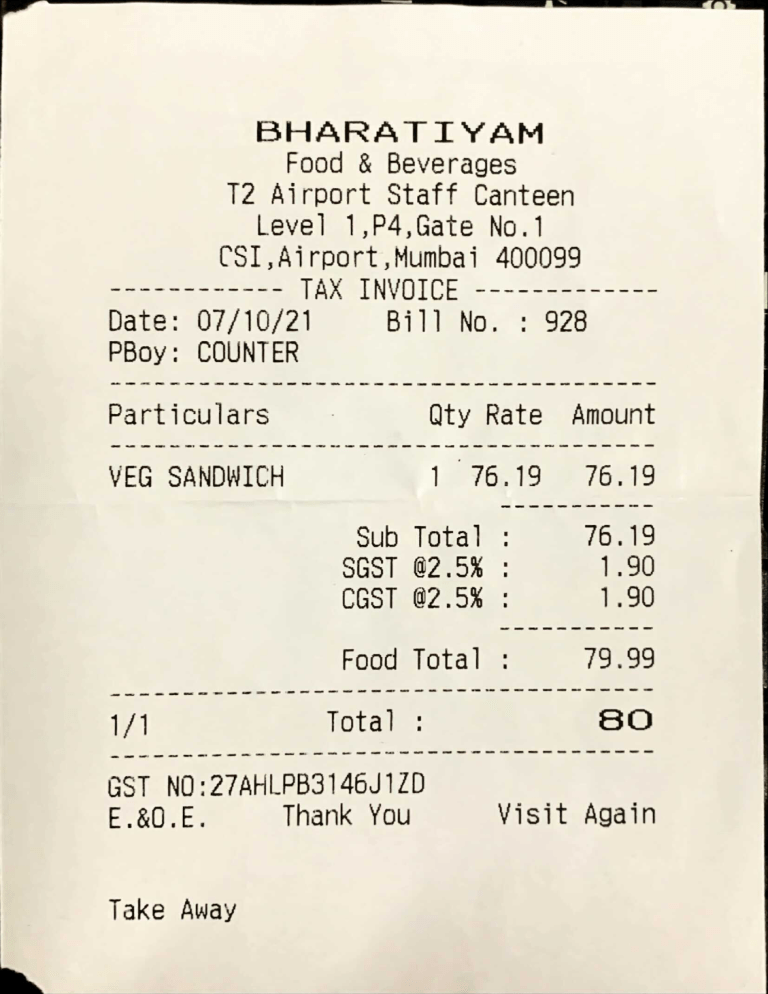 BHARATIYAM
Food & Beverages
T2 Airport Staff Canteen
Level 1,P4,Gate No.1
CSI,Airport,Mumbai 400099
------------ TAX INVOICE -------------
Date: 07/10/21 Bill No. : 928
PBoy: COUNTER
Particulars Qty Rate Amount
VEG SANDWICH 1 76.19 76.19
Sub Total : 76.19
SGST @2.5% : 1.90
CGST @2.5% : 1.90
Food Total : 79.99
1/1 Total : 80
GST NO:27AHLPB3146J1ZD
E.&O.E. Thank You Visit Again
Take Away